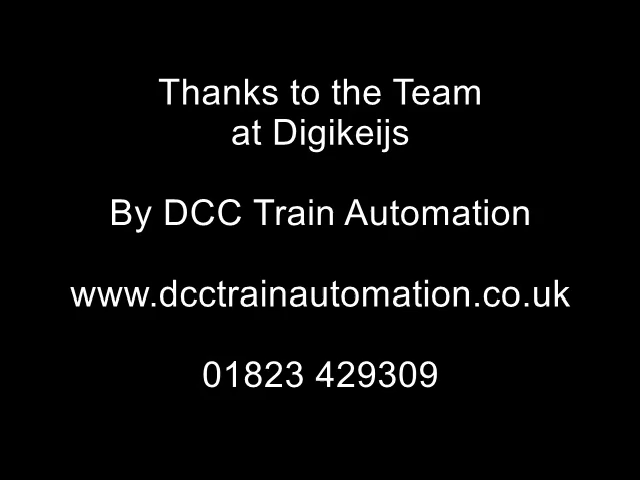 Thanks to the Team
at Digikeijs
By DCC Train Automation
www.dcctrainautomation.co.uk
01823 429309